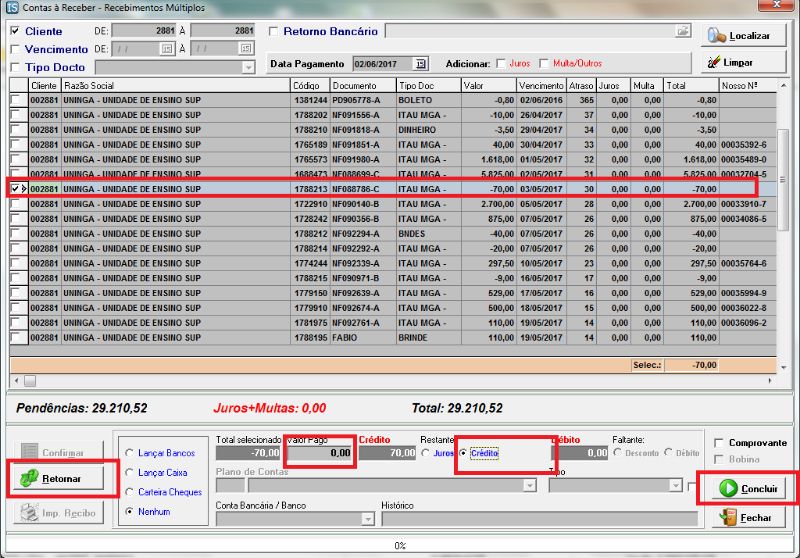 Contas à Receber - Recebimentos Múltiplos
Cliente DE: 2881 À 2881 Retorno Bancário Localizar
Vencimento DE: / / À / /
Tipo Docto Data Pagamento 02/06/2017 Adicionar: Juros Multa/Outros Limpar
Cliente Razão Social Código Documento Tipo Doc Valor Vencimento Atraso Juros Multa Total Nosso Nº
002881 UNINGA - UNIDADE DE ENSINO SUP 1381244 PD905778-A BOLETO -0,80 02/06/2016 365 0,00 0,00 -0,80
002881 UNINGA - UNIDADE DE ENSINO SUP 1788202 NF091556-A ITAU MGA - -10,00 26/04/2017 37 0,00 0,00 -10,00
002881 UNINGA - UNIDADE DE ENSINO SUP 1788210 NF091818-A DINHEIRO -3,50 29/04/2017 34 0,00 0,00 -3,50
002881 UNINGA - UNIDADE DE ENSINO SUP 1765189 NF091851-A ITAU MGA - 40,00 30/04/2017 33 0,00 0,00 40,00 00035392-6
002881 UNINGA - UNIDADE DE ENSINO SUP 1765573 NF091980-A ITAU MGA - 1.618,00 01/05/2017 32 0,00 0,00 1.618,00 00035489-0
002881 UNINGA - UNIDADE DE ENSINO SUP 1688473 NF088699-C ITAU MGA - 5.825,00 02/05/2017 31 0,00 0,00 5.825,00 00032704-5
002881 UNINGA - UNIDADE DE ENSINO SUP 1788213 NF088786-C ITAU MGA - -70,00 03/05/2017 30 0,00 0,00 -70,00
002881 UNINGA - UNIDADE DE ENSINO SUP 1722910 NF090140-B ITAU MGA - 2.700,00 05/05/2017 28 0,00 0,00 2.700,00 00033910-7
002881 UNINGA - UNIDADE DE ENSINO SUP 1728242 NF090356-B ITAU MGA - 875,00 07/05/2017 26 0,00 0,00 875,00 00034086-5
002881 UNINGA - UNIDADE DE ENSINO SUP 1788212 NF092294-A BNDES -40,00 07/05/2017 26 0,00 0,00 -40,00
002881 UNINGA - UNIDADE DE ENSINO SUP 1788214 NF092292-A ITAU MGA - -20,00 07/05/2017 26 0,00 0,00 -20,00
002881 UNINGA - UNIDADE DE ENSINO SUP 1774244 NF092339-A ITAU MGA - 297,50 10/05/2017 23 0,00 0,00 297,50 00035764-6
002881 UNINGA - UNIDADE DE ENSINO SUP 1788215 NF090971-B ITAU MGA - -9,00 16/05/2017 17 0,00 0,00 -9,00
002881 UNINGA - UNIDADE DE ENSINO SUP 1779150 NF092639-A ITAU MGA - 529,00 17/05/2017 16 0,00 0,00 529,00 00035994-9
002881 UNINGA - UNIDADE DE ENSINO SUP 1779910 NF092674-A ITAU MGA - 500,00 18/05/2017 15 0,00 0,00 500,00 00036022-8
002881 UNINGA - UNIDADE DE ENSINO SUP 1781975 NF092761-A ITAU MGA - 110,00 19/05/2017 14 0,00 0,00 110,00 00036096-2
002881 UNINGA - UNIDADE DE ENSINO SUP 1788195 FABIO BRINDE 110,00 19/05/2017 14 0,00 0,00 110,00
Selec.: -70,00
Pendências: 29.210,52 Juros+Multas: 0,00 Total: 29.210,52
Confirmar
Retornar
Imp. Recibo
Lançar Bancos
Lançar Caixa
Carteira Cheques
Nenhum
Total selecionado Valor Pago Crédito Restante Débito Faltante:
-70,00 0,00 70,00 Juros Crédito 0,00 Desconto Débito
Plano de Contas Tipo
Conta Bancária / Banco Histórico
Comprovante
Bobina
Concluir
Fechar
0%